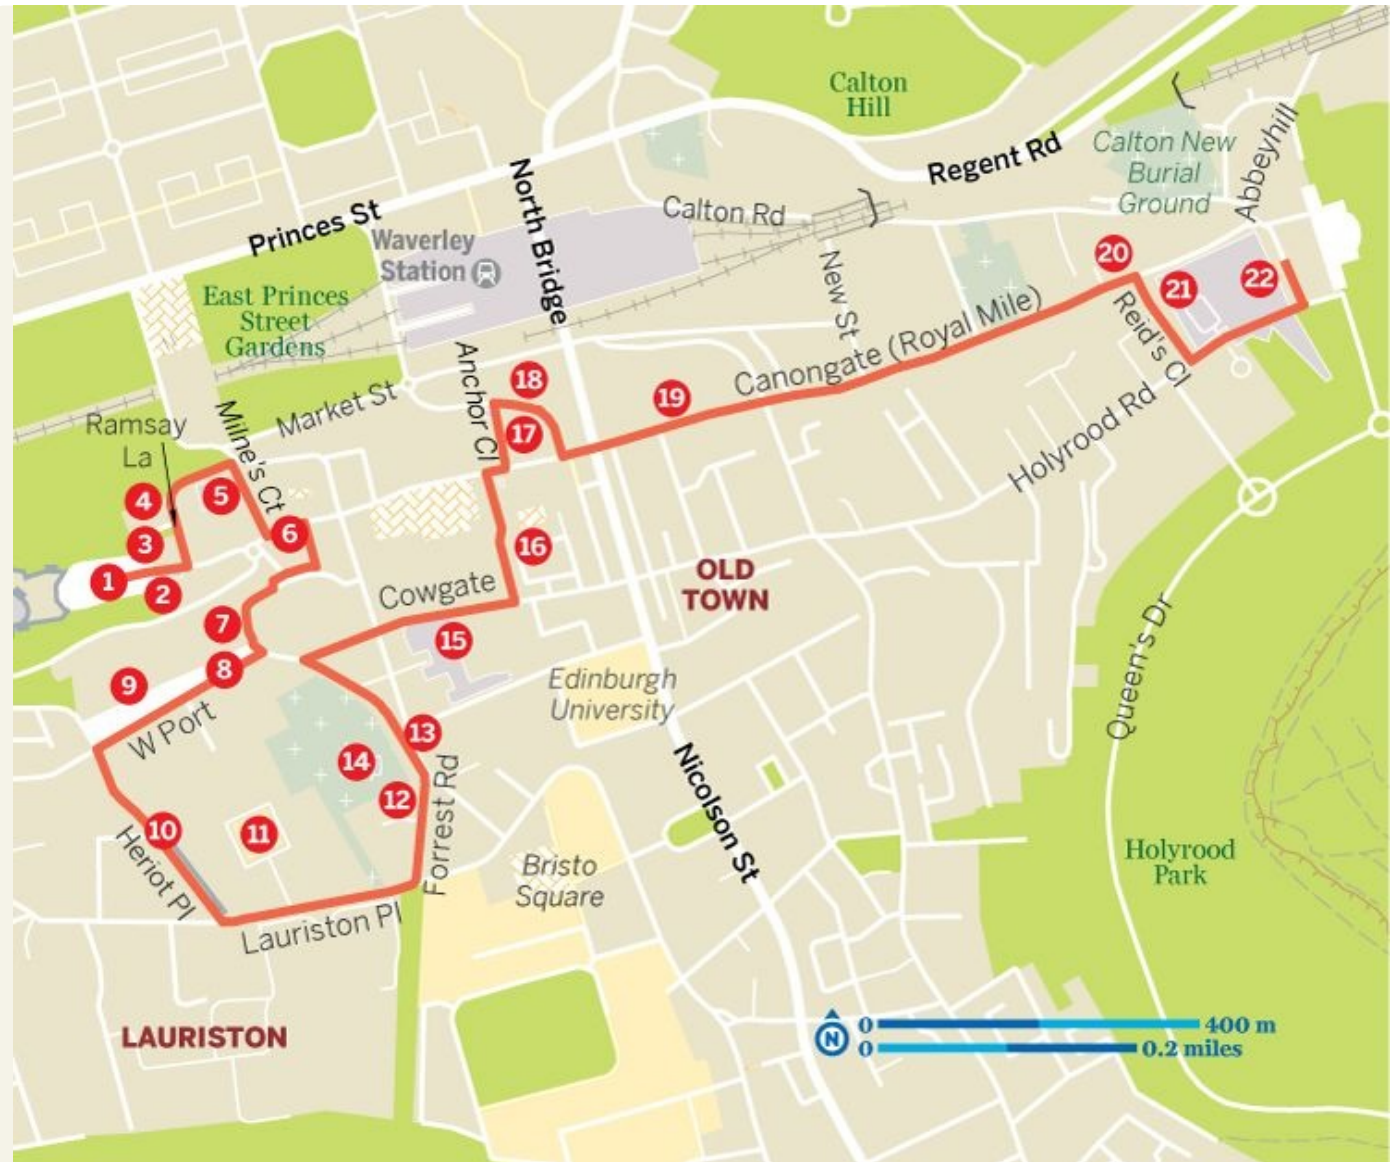 Calton
Hill
Regent Rd
Calton New
Burial
Ground
Abbeyhill
North Bridge
Calton Rd
Princes St
Waverley
Station
East Princes
Street
Gardens
New St
20
21
22
Reid's Cl
Canongate (Royal Mile)
Holyrood Rd
Anchor Cl
18
17
19
Market St
Milne's Ct
Ramsay
La
4
5
3
6
1
2
16
Cowgate
OLD
TOWN
7
8
9
15
W Port
Edinburgh
University
Queen's Dr
13
14
12
Forrest Rd
Nicolson St
10
11
Heriot Pl
Bristo
Square
Holyrood
Park
Lauriston Pl
LAURISTON
N
0 400 m
0 0.2 miles